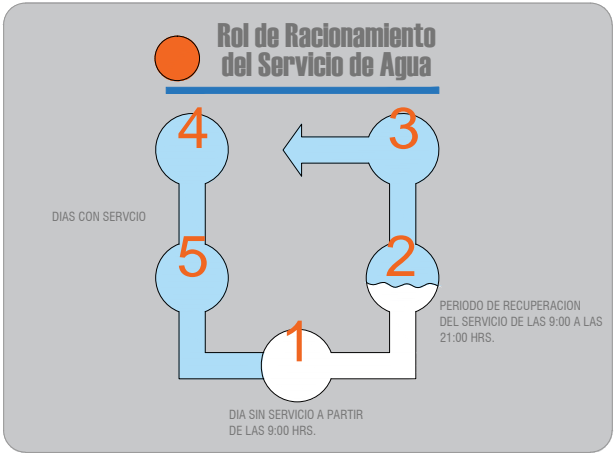 Rol de Racionamiento
del Servicio de Agua
4
3
DIAS CON SERVCIO
5
2
PERIODO DE RECUPERACION
DEL SERVICIO DE LAS 9:00 A LAS
21:00 HRS.
1
DIA SIN SERVICIO A PARTIR
DE LAS 9:00 HRS.